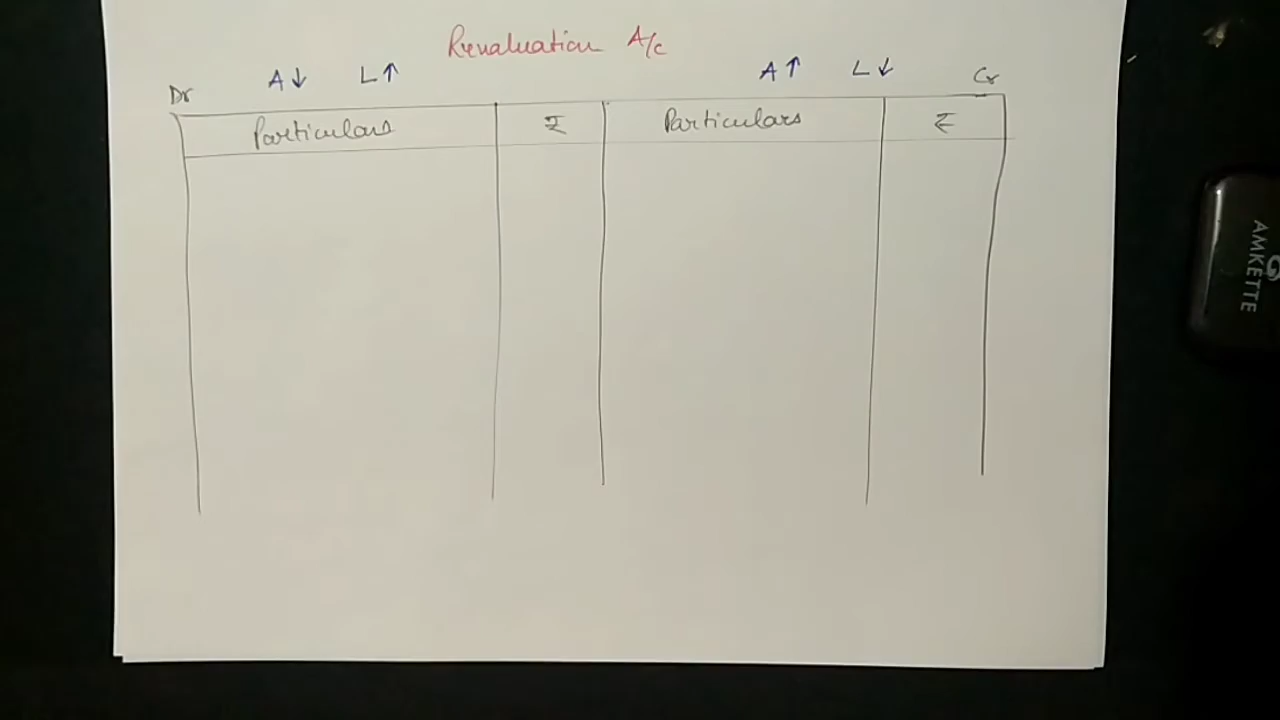 Revaluation A/c
Dr A↓ L↑ A↑ L↓ Cr
Particulars ₹ Particulars ₹
AMKETTE